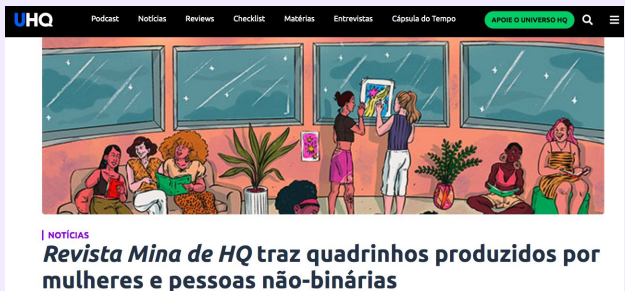 UHQ Podcast Notícias Reviews Checklist Matérias Entrevistas Cápsula do Tempo APOIE O UNIVERSO HQ
NOTÍCIAS
Revista Mina de HQ traz quadrinhos produzidos por
mulheres e pessoas não-binárias